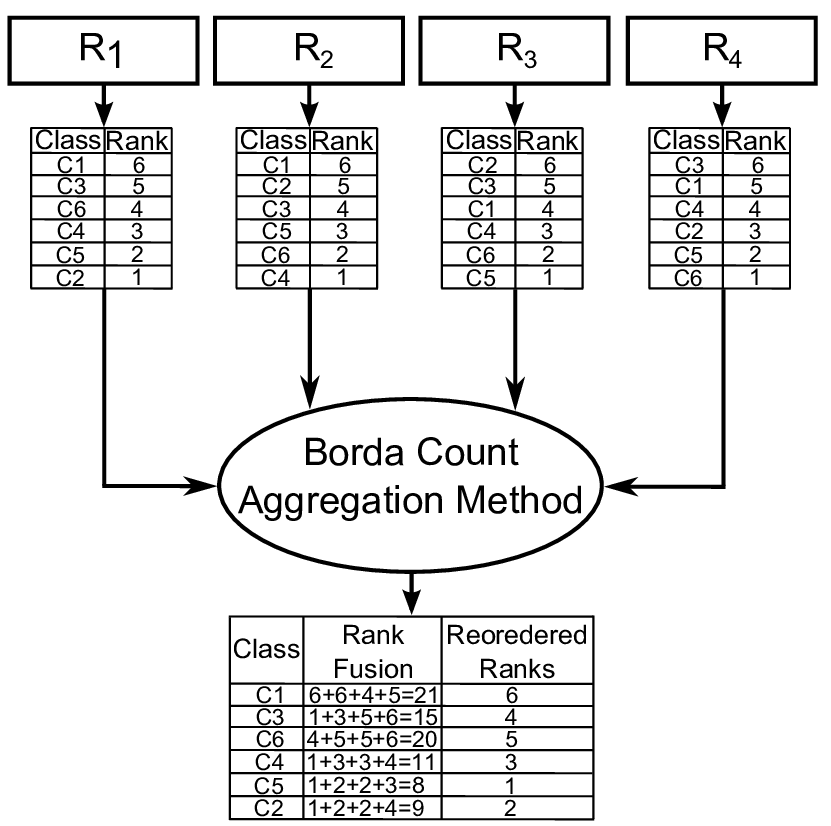 R1 R2 R3 R4
Class Rank Class Rank Class Rank Class Rank
C1 6 C1 6 C2 6 C3 6
C3 5 C2 5 C3 5 C1 5
C6 4 C3 4 C1 4 C4 4
C4 3 C5 3 C4 3 C2 3
C5 2 C6 2 C6 2 C5 2
C2 1 C4 1 C5 1 C6 1
Borda Count
Aggregation Method
Class Rank Fusion Reoredered Ranks
C1 6+6+4+5=21 6
C3 1+3+5+6=15 4
C6 4+5+5+6=20 5
C4 1+3+3+4=11 3
C5 1+2+2+3=8 1
C2 1+2+2+4=9 2